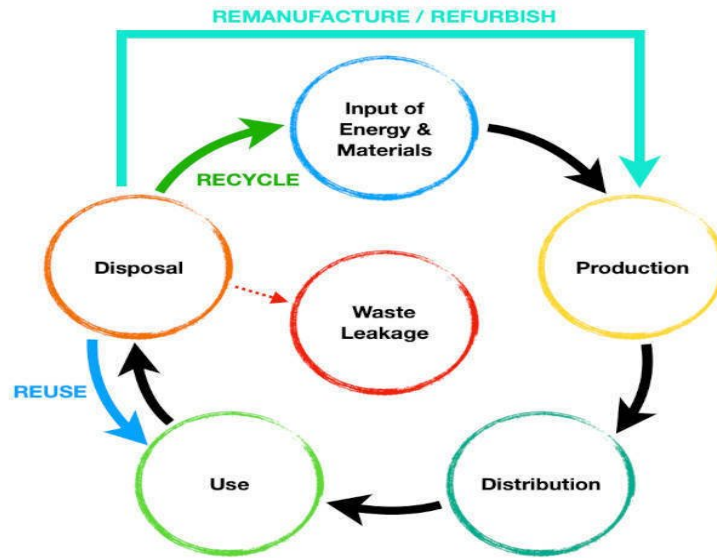 REMANUFACTURE / REFURBISH
Input of
Energy &
Materials
RECYCLE
Disposal
Production
Waste
Leakage
REUSE
Use
Distribution